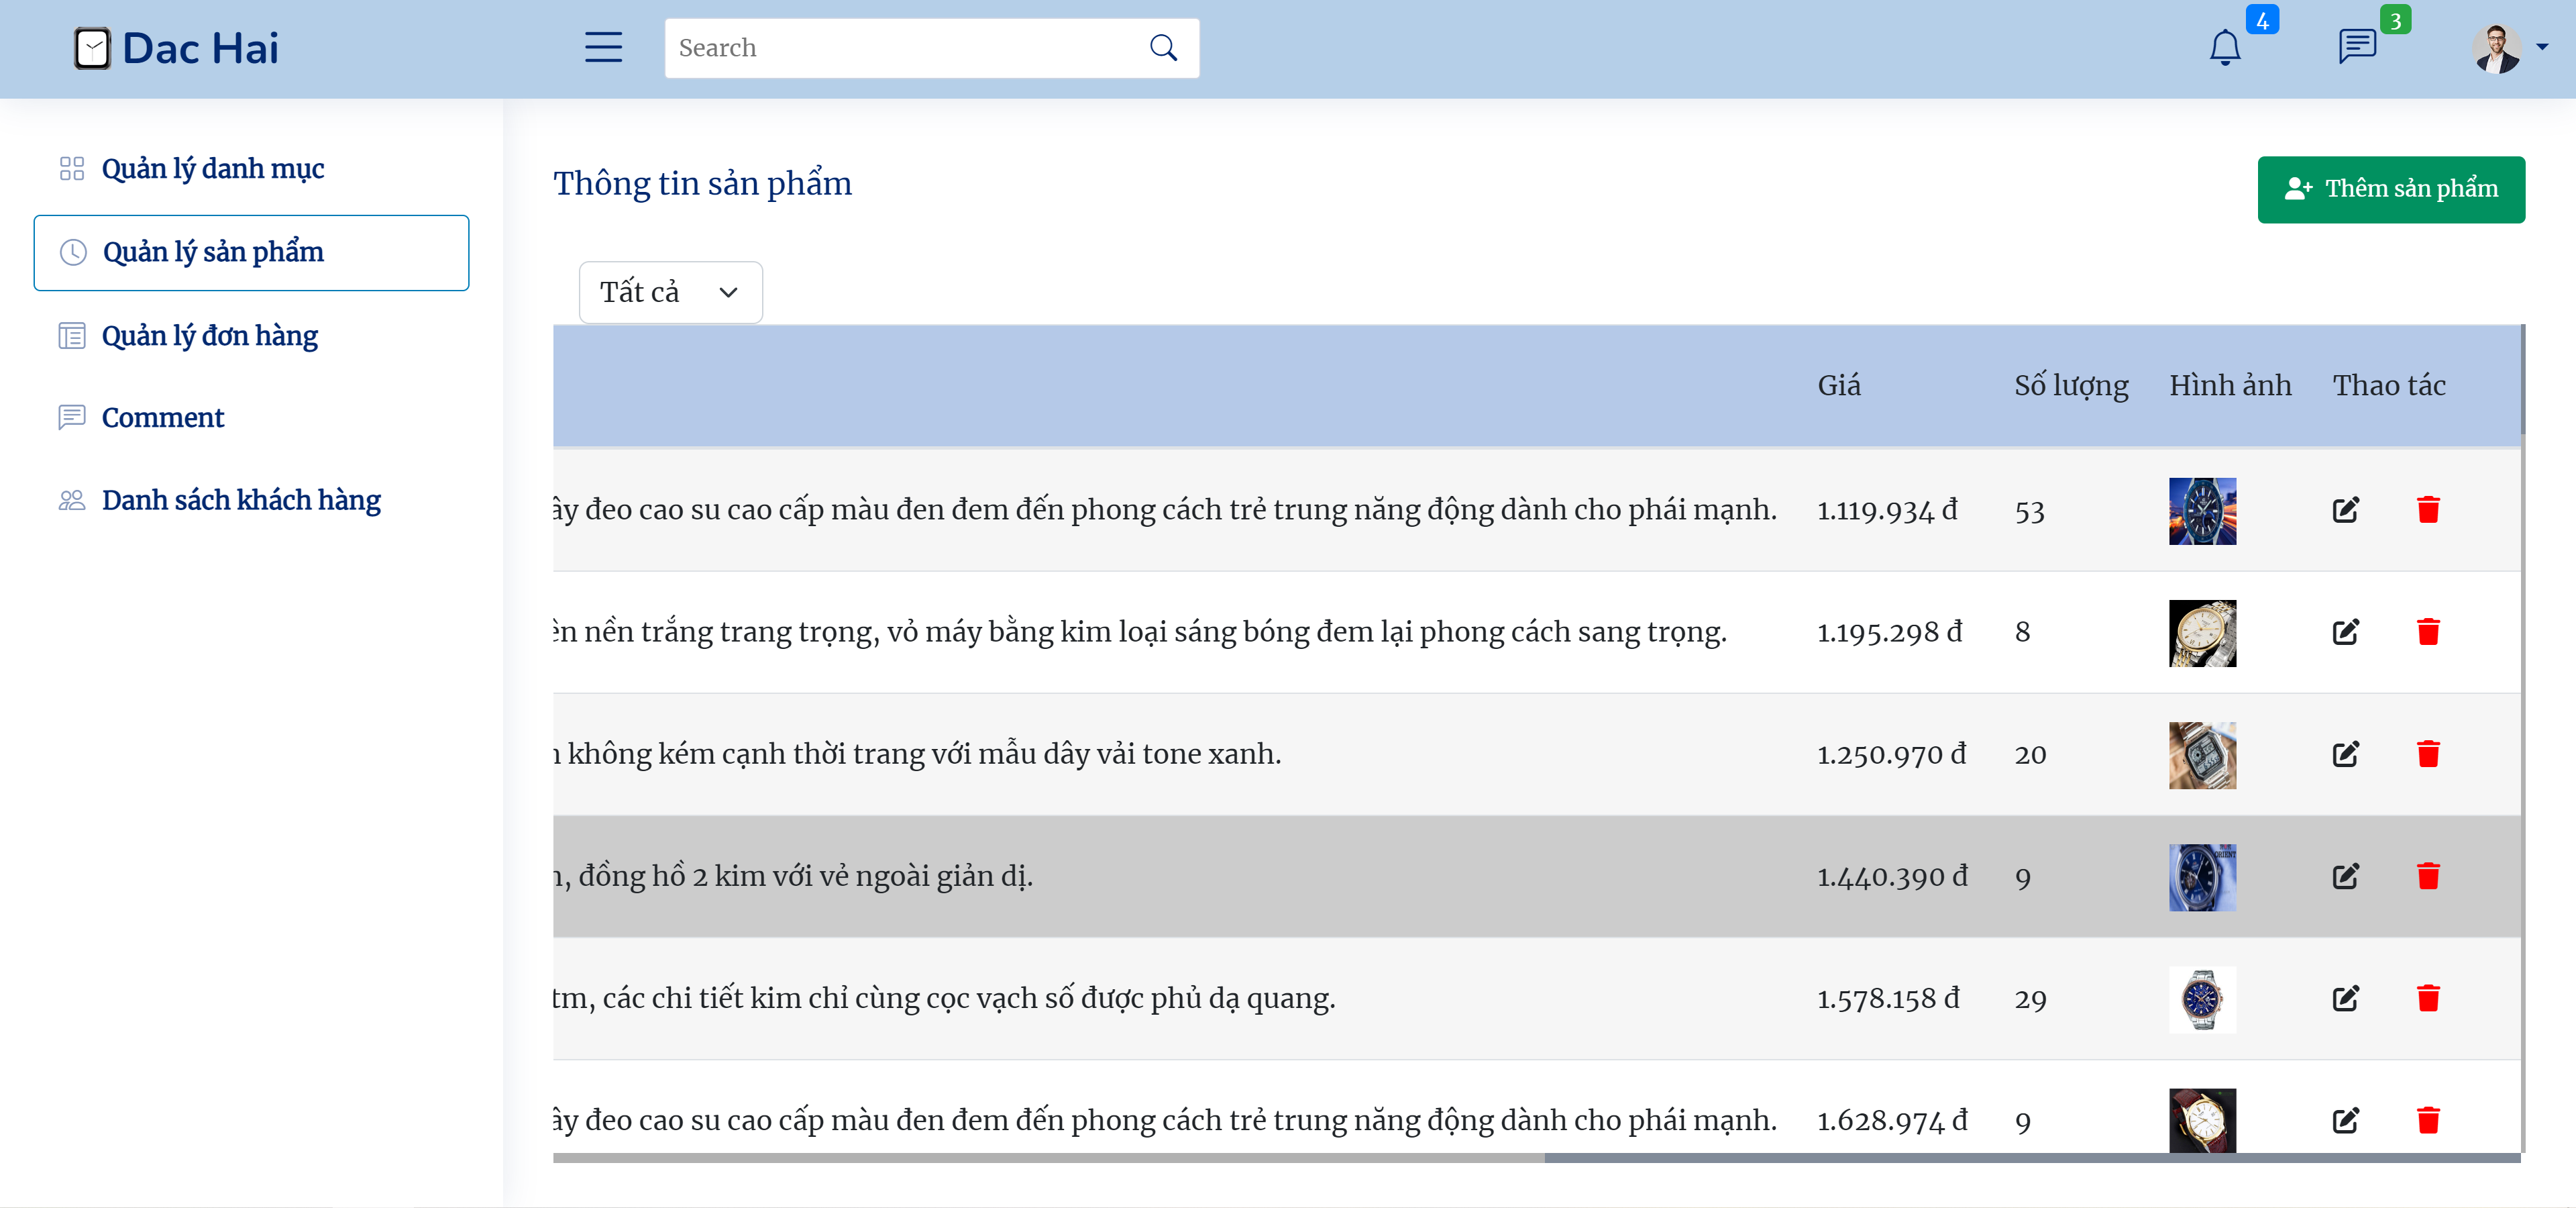 Dac Hai
Search
4
3
Quản lý danh mục
Quản lý sản phẩm
Quản lý đơn hàng
Comment
Danh sách khách hàng
Thông tin sản phẩm
Thêm sản phẩm
Tất cả
Giá Số lượng Hình ảnh Thao tác
đeo cao su cao cấp màu đen đem đến phong cách trẻ trung năng động dành cho phái mạnh. 1.119.934 đ 53
nền trắng trang trọng, vỏ máy bằng kim loại sáng bóng đem lại phong cách sang trọng. 1.195.298 đ 8
không kém cạnh thời trang với mẫu dây vải tone xanh. 1.250.970 đ 20
đồng hồ 2 kim với vẻ ngoài giản dị. 1.440.390 đ 9
ORIENT
các chi tiết kim chỉ cùng cọc vạch số được phủ dạ quang. 1.578.158 đ 29
đeo cao su cao cấp màu đen đem đến phong cách trẻ trung năng động dành cho phái mạnh. 1.628.974 đ 9